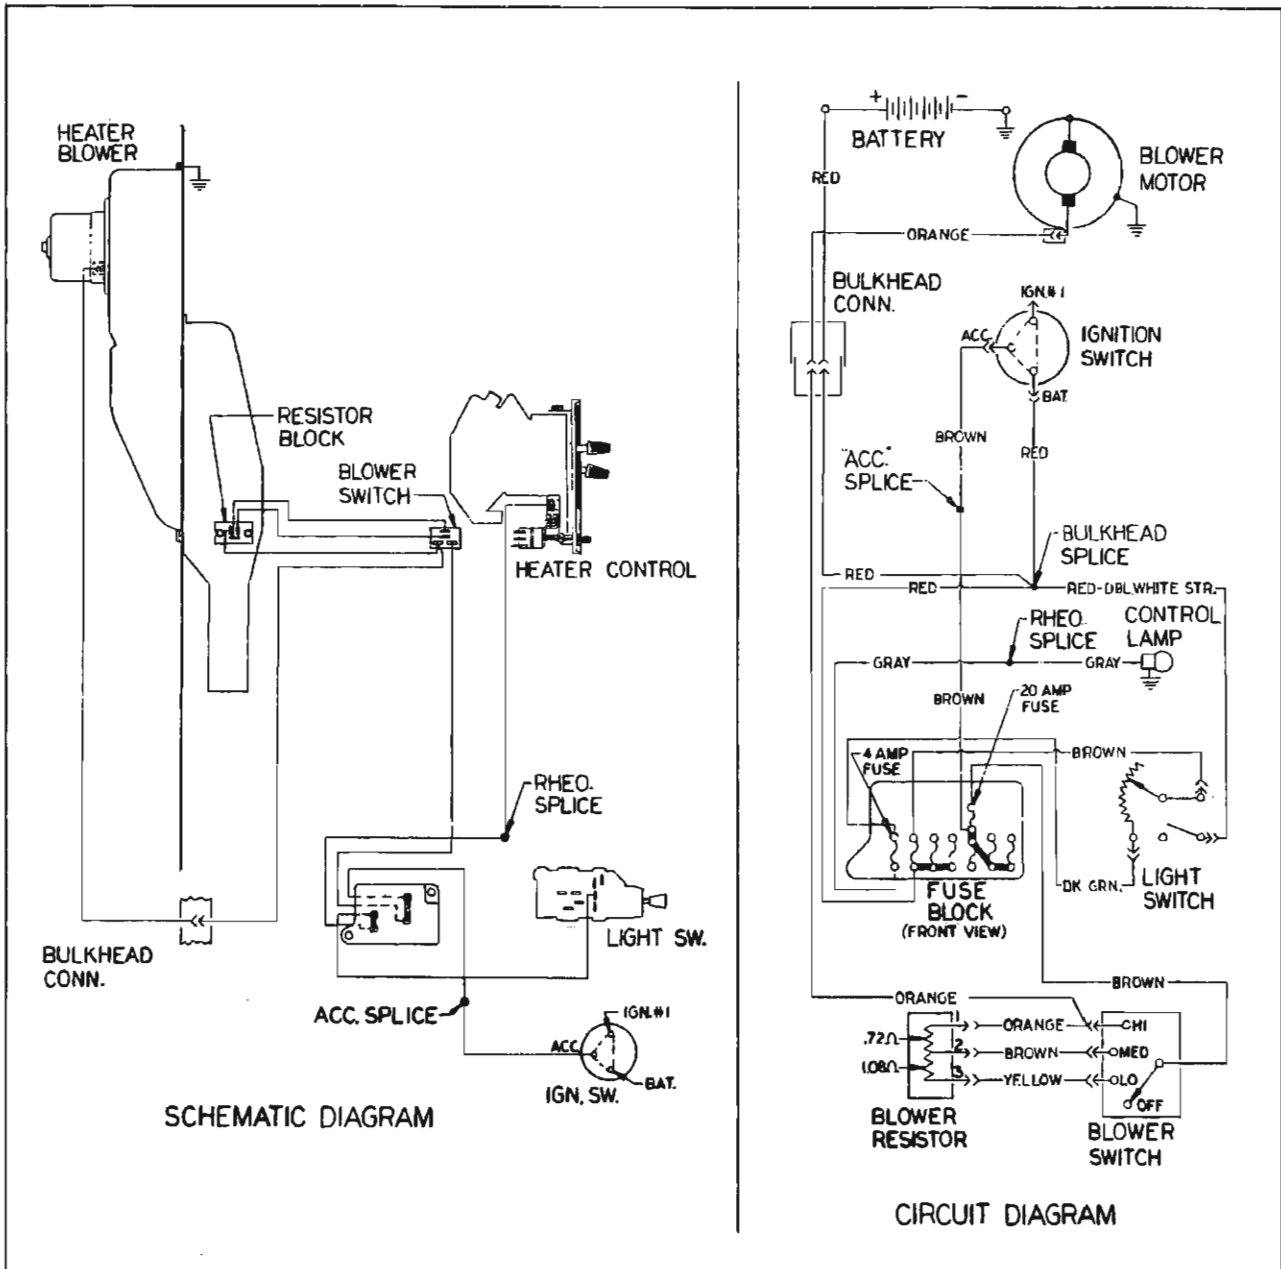 HEATER
BLOWER
RESISTOR
BLOCK
BLOWER
SWITCH
HEATER CONTROL
RHEO.
SPLICE
LIGHT SW.
BULKHEAD
CONN.
ACC. SPLICE
IGN.#1
ACC.
BAT.
IGN. SW.
SCHEMATIC DIAGRAM
+ -
BATTERY
BLOWER
MOTOR
RED
ORANGE
BULKHEAD
CONN.
IGN.#1
ACC.
IGNITION
SWITCH
BAT.
BROWN
RED
"ACC."
SPLICE
BULKHEAD
SPLICE
RED
RED
RED-DBL.WHITE STR.
RHEO.
SPLICE
CONTROL
LAMP
GRAY
GRAY
BROWN
20 AMP
FUSE
4 AMP
FUSE
BROWN
DK GRN.
FUSE
BLOCK
(FRONT VIEW)
LIGHT
SWITCH
BROWN
ORANGE
1
ORANGE
HI
.72Ω
2
BROWN
MED
1.08Ω
3
YELLOW
LO
OFF
BLOWER
RESISTOR
BLOWER
SWITCH
CIRCUIT DIAGRAM